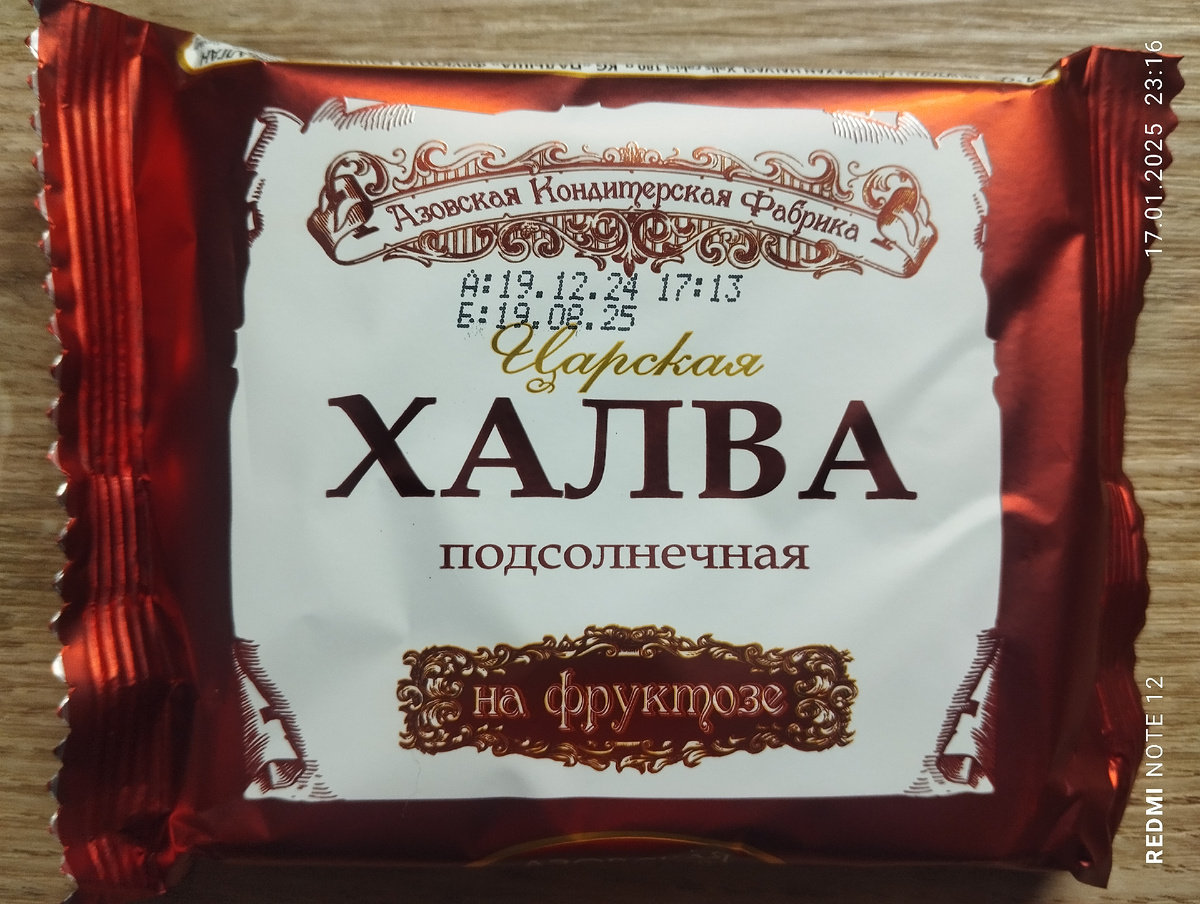 Азовская Кондитерская Фабрика
А:19.12.24 17:13
Б:19.08.25
Царская
ХАЛВА
подсолнечная
на фруктозе
17.01.2025 23:16
REDMI NOTE 12